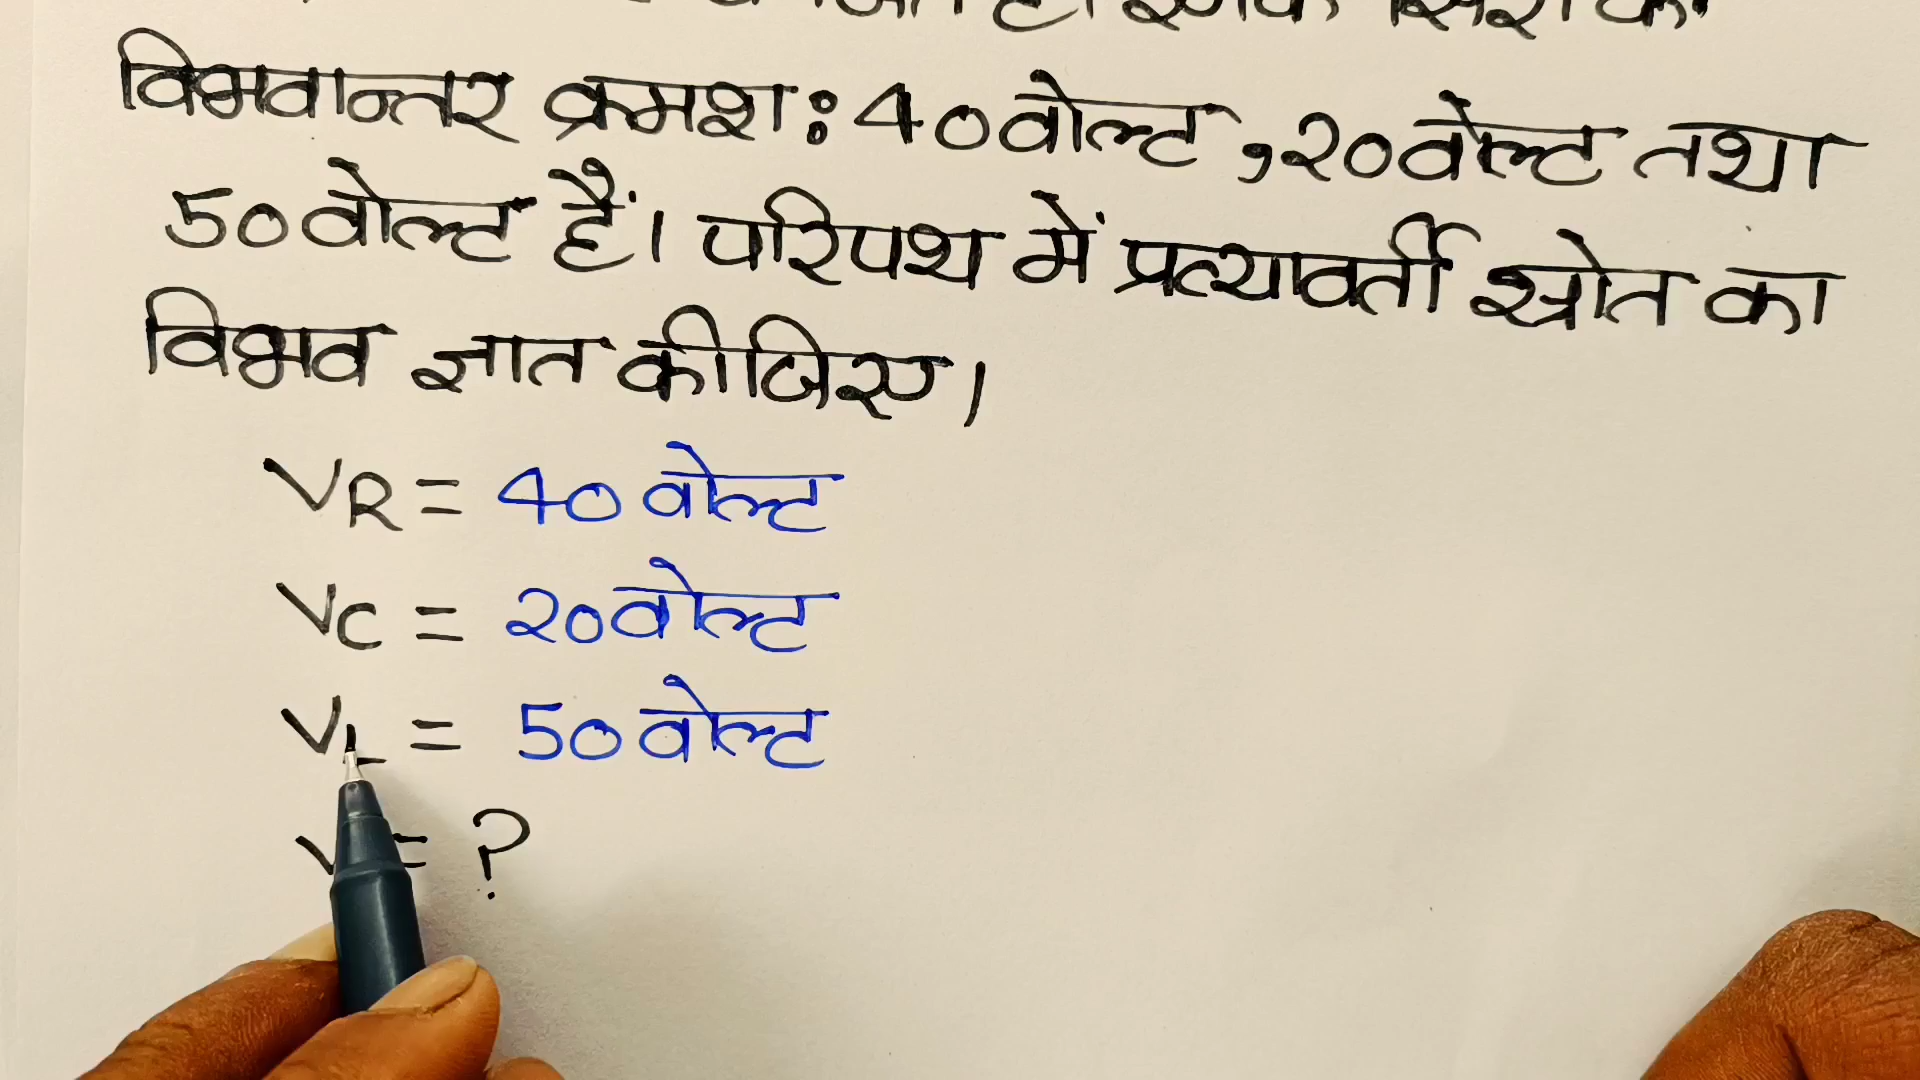 विभवान्तर क्रमश: 40 वोल्ट, 20 वोल्ट तथा
50 वोल्ट हैं। परिपथ में प्रत्यावर्ती श्रोत का
विभव ज्ञात कीजिए।
VR = 40 वोल्ट
VC = 20 वोल्ट
VL = 50 वोल्ट
V = ?